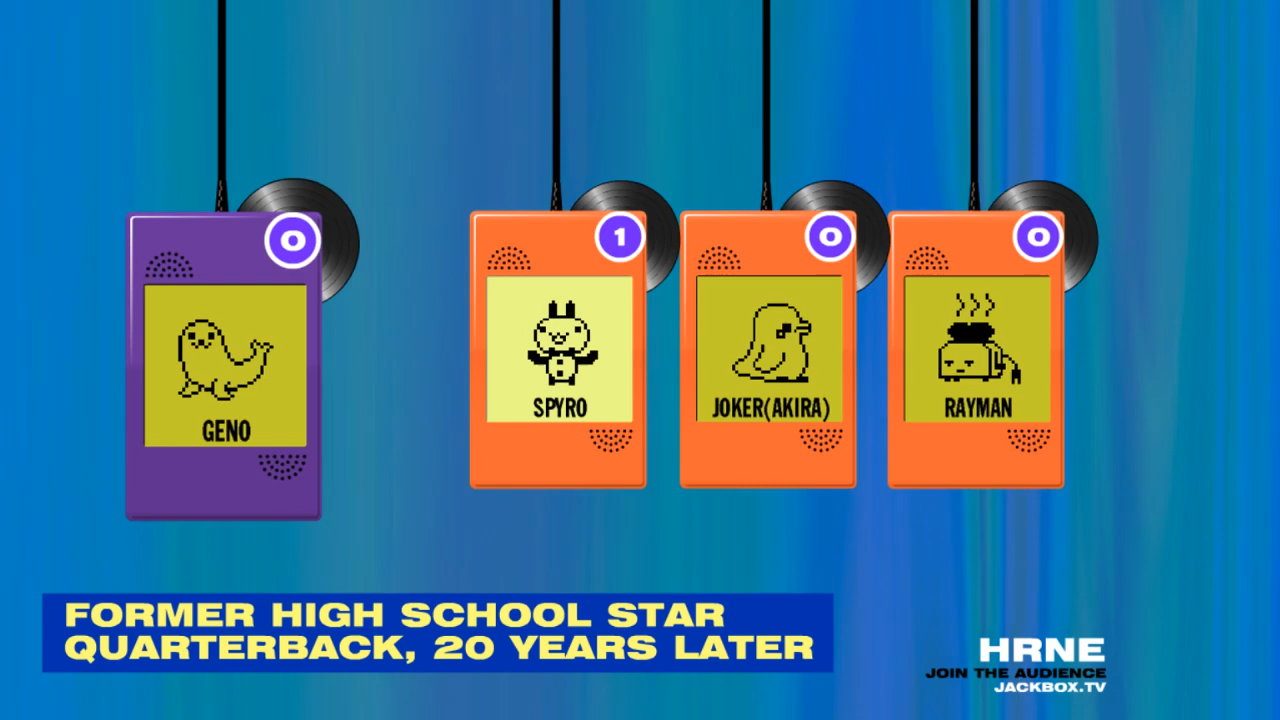 0
GENO
1
SPYRO
0
JOKER(AKIRA)
0
RAYMAN
FORMER HIGH SCHOOL STAR
QUARTERBACK, 20 YEARS LATER
HRNE
JOIN THE AUDIENCE
JACKBOX.TV